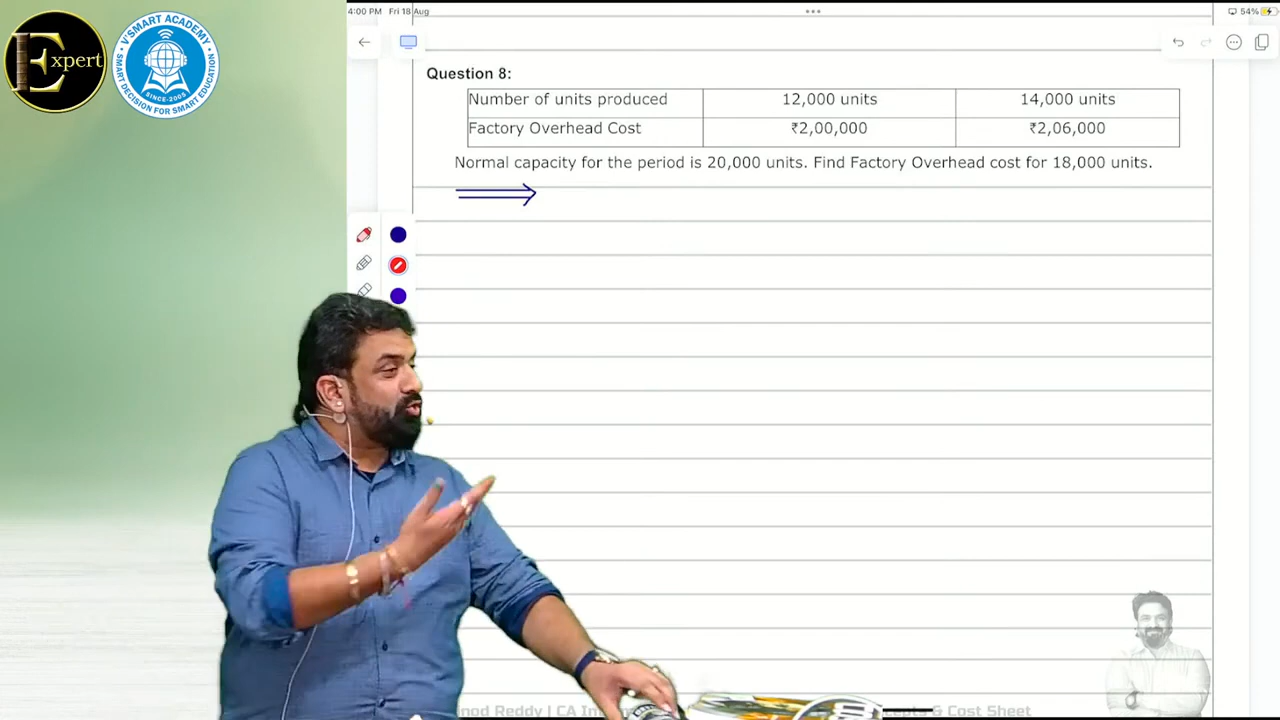 4:00 PM Fri 18 Aug
54%
Expert
V'SMART ACADEMY
SINCE-2005
SMART DECISION FOR SMART EDUCATION
Question 8:
Number of units produced 12,000 units 14,000 units
Factory Overhead Cost ₹2,00,000 ₹2,06,000
Normal capacity for the period is 20,000 units. Find Factory Overhead cost for 18,000 units.
Reddy | CA
& Cost Sheet